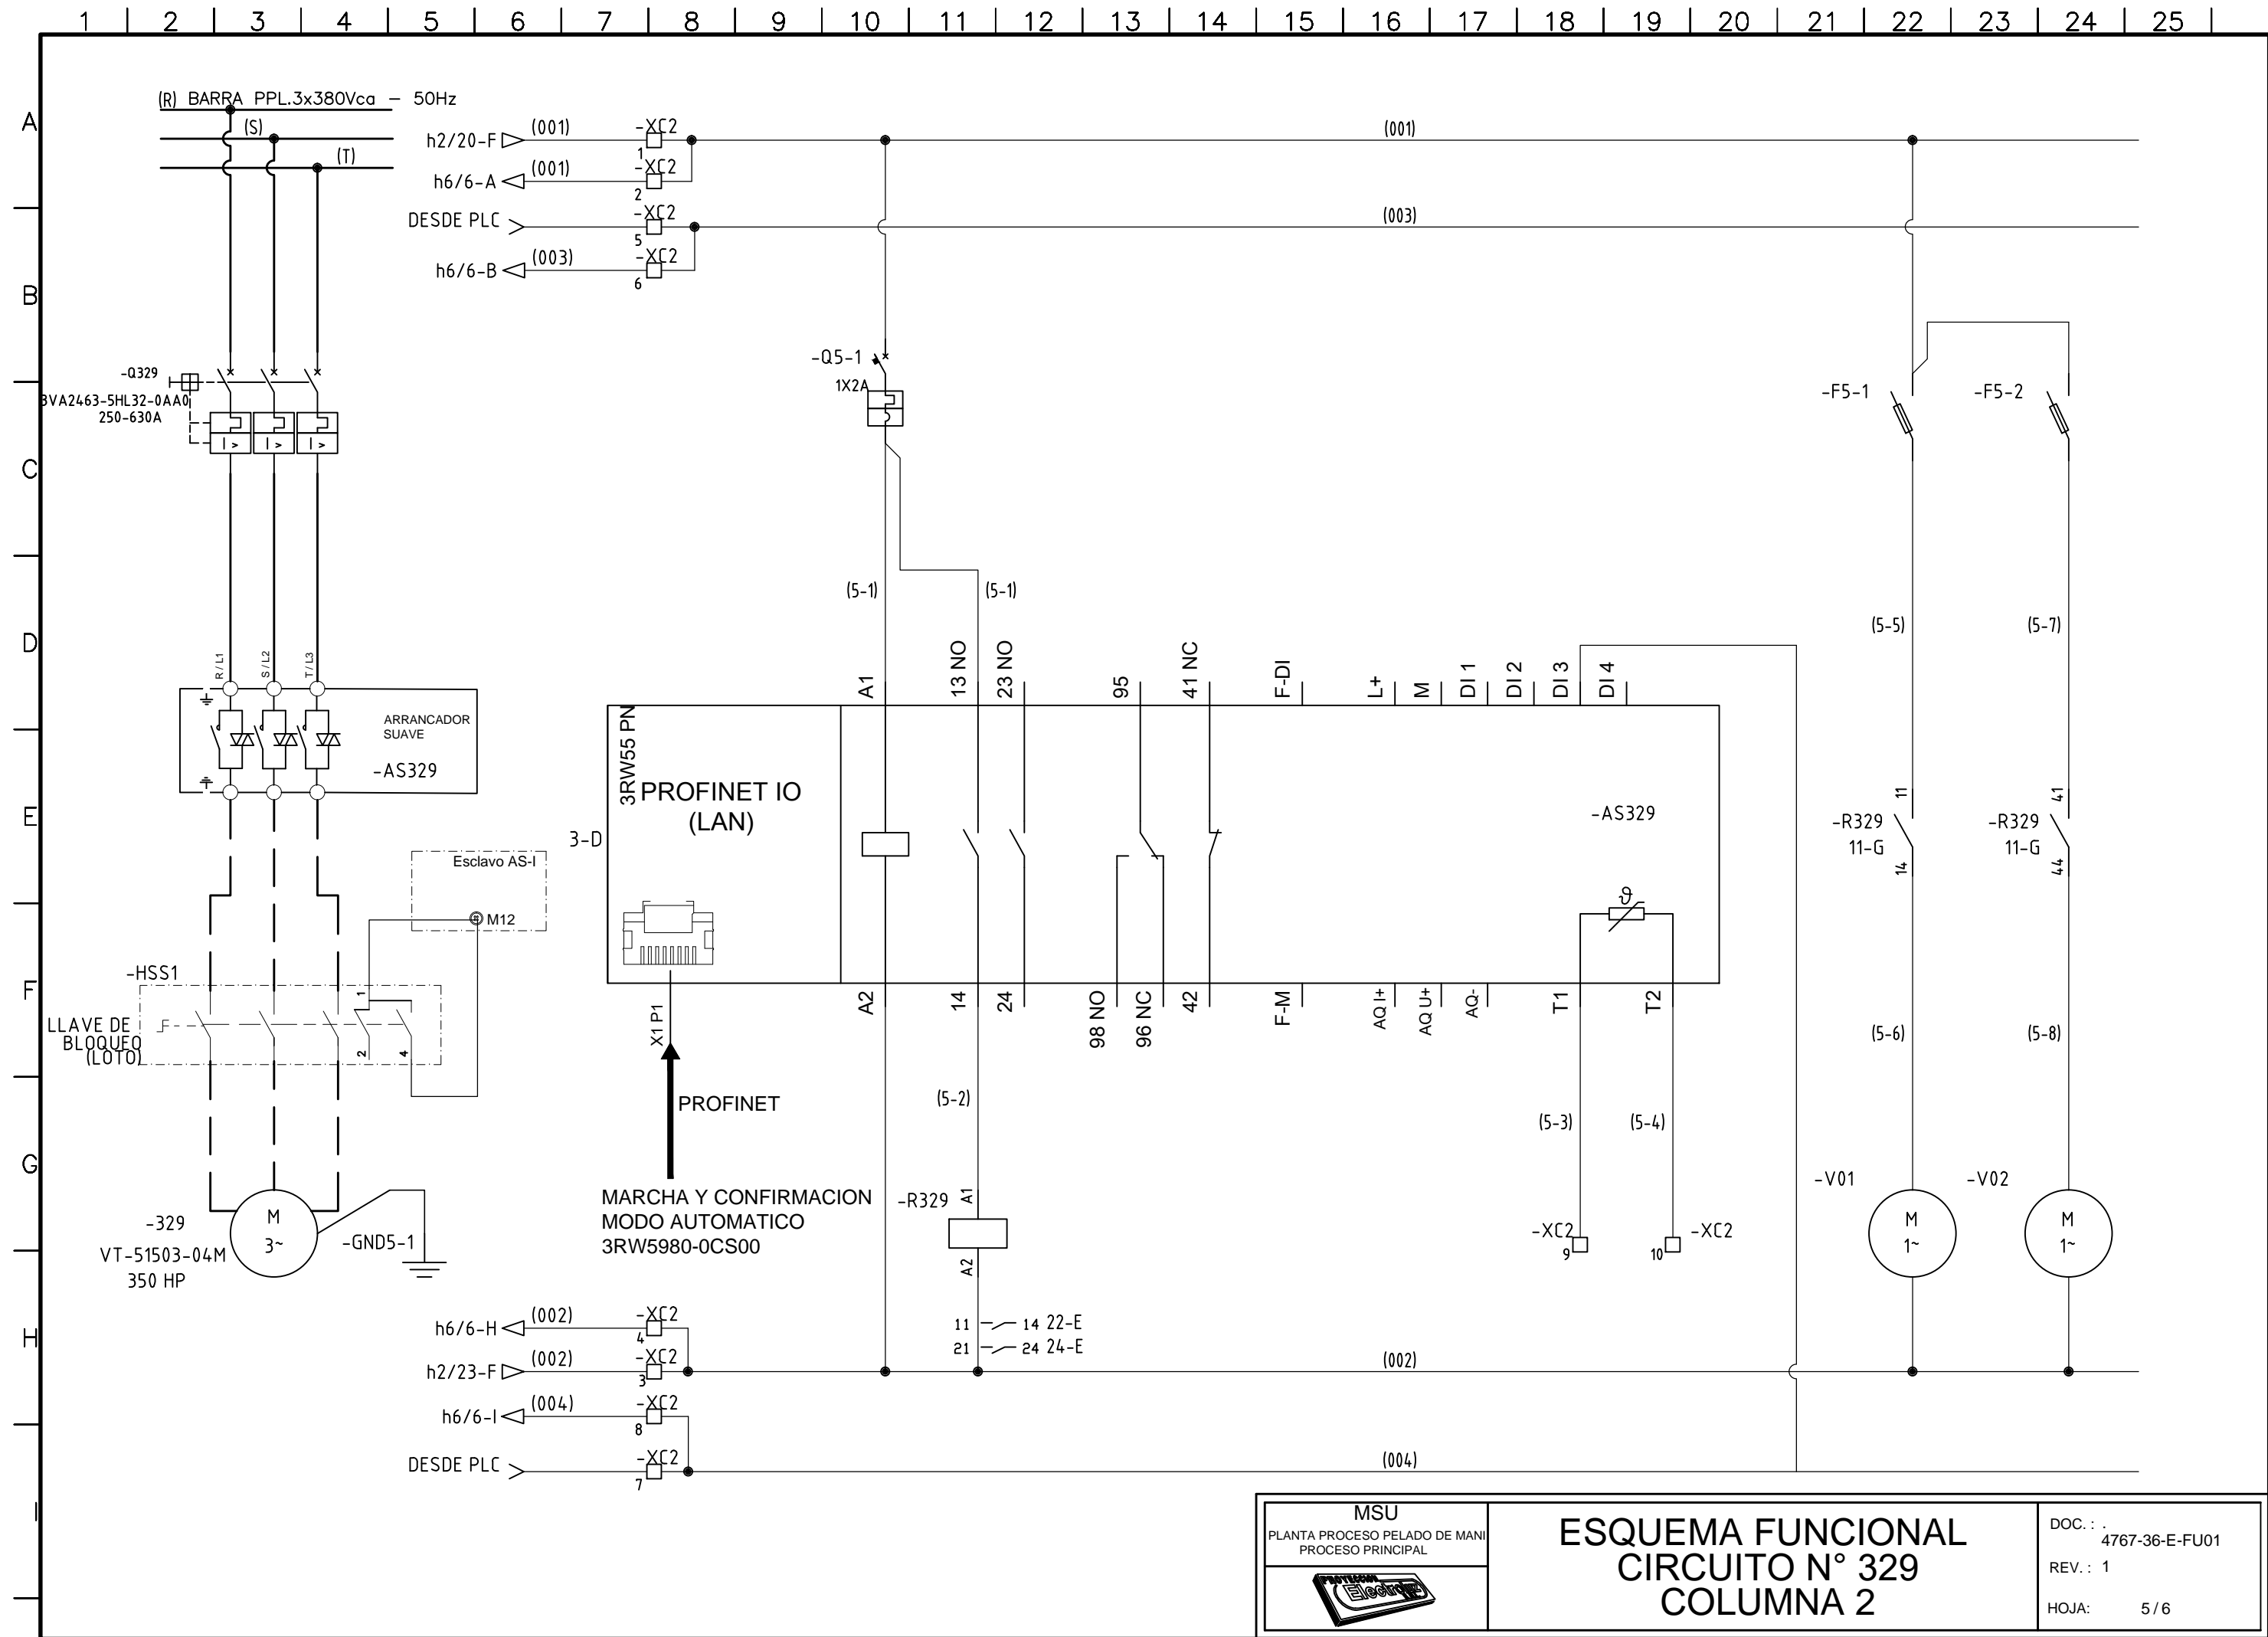 1 2 3 4 5 6 7 8 9 10 11 12 13 14 15 16 17 18 19 20 21 22 23 24 25
A
B
C
D
E
F
G
H
I
(R) BARRA PPL.3x380Vca - 50Hz
(S)
(T)
h2/20-F (001) -XC2 1
(001)
h6/6-A (001) -XC2 2
DESDE PLC -XC2 5
(003)
h6/6-B (003) -XC2 6
-Q329
3VA2463-5HL32-0AA0
250-630A
I > I > I >
-Q5-1
1X2A
-F5-1
-F5-2
(5-1)
(5-1)
(5-5)
(5-7)
R / L1
S / L2
T / L3
ARRANCADOR
SUAVE
-AS329
A1
13 NO
23 NO
95
41 NC
F-DI
L+
M
DI 1
DI 2
DI 3
DI 4
3RW55 PN
PROFINET IO
(LAN)
3-D
-AS329
ϑ
11
-R329
11-G
14
41
-R329
11-G
44
Esclavo AS-I
M12
-HSS1
LLAVE DE
BLOQUEO
(LOTO)
1
2
4
X1 P1
A2
14
24
98 NO
96 NC
42
F-M
AQ I+
AQ U+
AQ-
T1
T2
(5-6)
(5-8)
PROFINET
(5-2)
(5-3)
(5-4)
MARCHA Y CONFIRMACION
MODO AUTOMATICO
3RW5980-0CS00
-R329
A1
A2
-XC2
9
-XC2
10
-V01
M
1~
-V02
M
1~
-329
VT-51503-04M
350 HP
M
3~
-GND5-1
11 14 22-E
21 24 24-E
h6/6-H (002) -XC2 4
h2/23-F (002) -XC2 3
(002)
h6/6-I (004) -XC2 8
DESDE PLC -XC2 7
(004)
MSU
PLANTA PROCESO PELADO DE MANI
PROCESO PRINCIPAL
PROTECCION
ESQUEMA FUNCIONAL
CIRCUITO N° 329
COLUMNA 2
DOC. : .
4767-36-E-FU01
REV. : 1
HOJA: 5 / 6